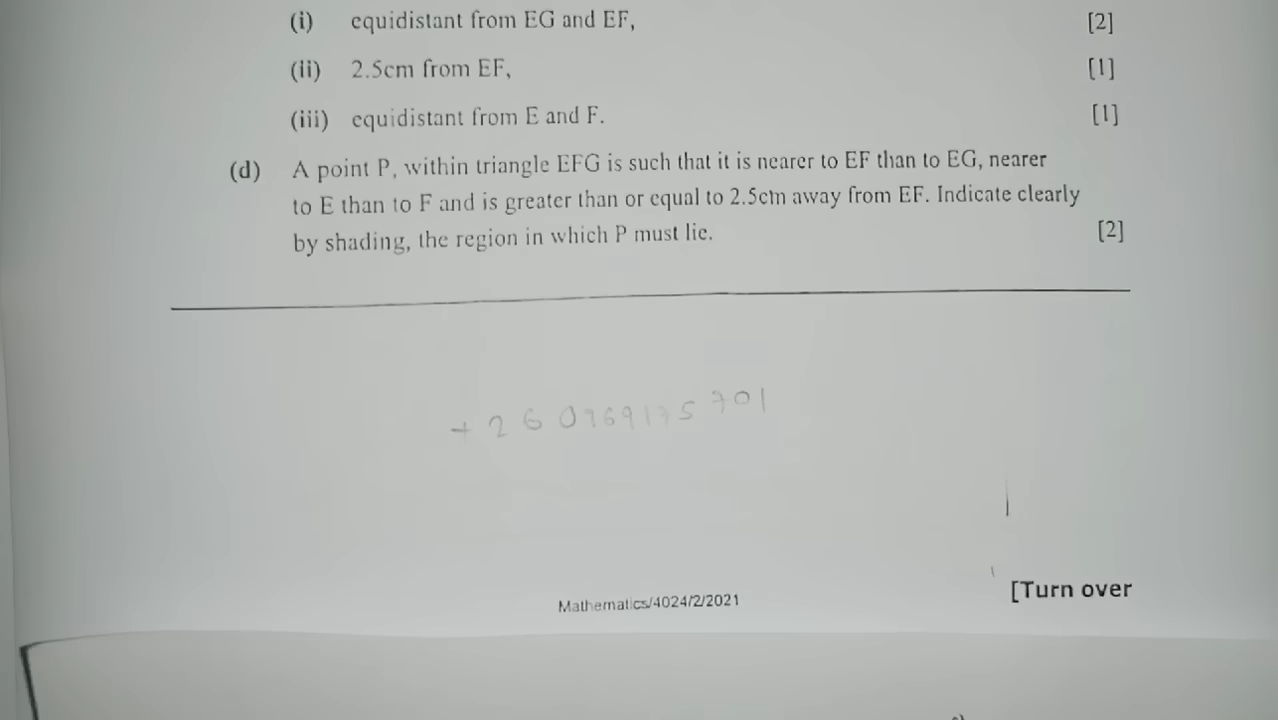 (i) equidistant from EG and EF, [2]
(ii) 2.5cm from EF, [1]
(iii) equidistant from E and F. [1]
(d) A point P, within triangle EFG is such that it is nearer to EF than to EG, nearer
to E than to F and is greater than or equal to 2.5cm away from EF. Indicate clearly
by shading, the region in which P must lie. [2]
+260969175701
Mathematics/4024/2/2021
[Turn over